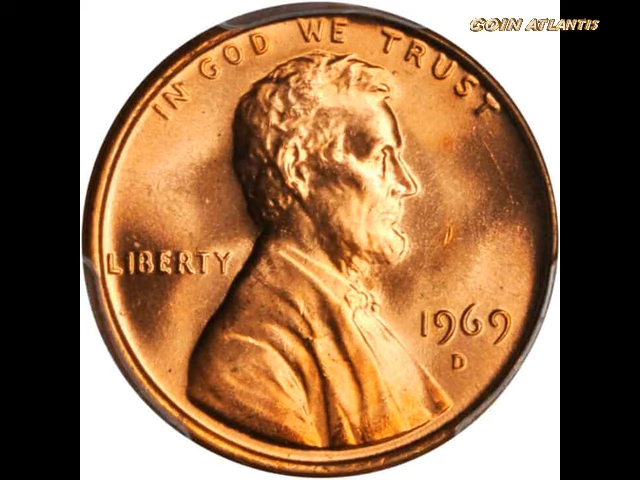 COIN ATLANTIS
IN GOD WE TRUST
LIBERTY
1969
D